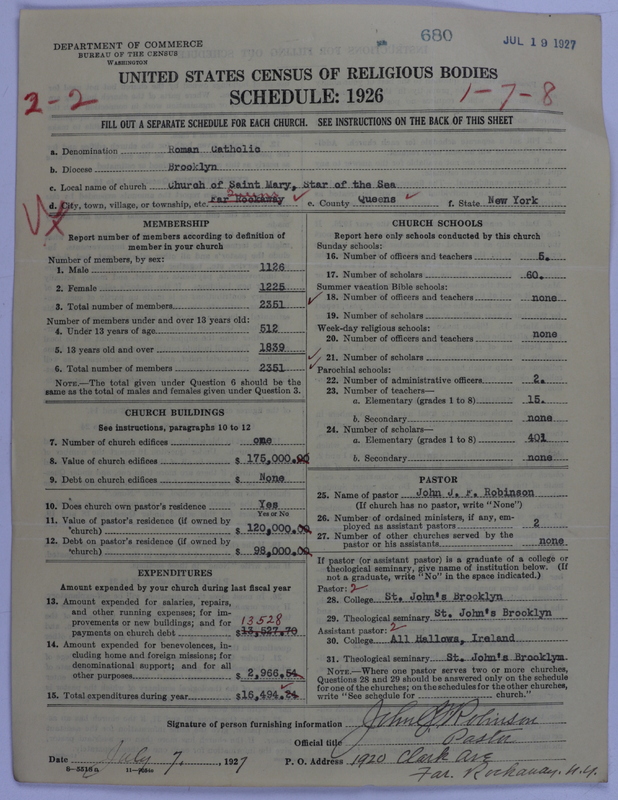 680
JUL 19 1927
DEPARTMENT OF COMMERCE
BUREAU OF THE CENSUS
WASHINGTON
UNITED STATES CENSUS OF RELIGIOUS BODIES
SCHEDULE: 1926
2-2
1-7-8
FILL OUT A SEPARATE SCHEDULE FOR EACH CHURCH. SEE INSTRUCTIONS ON THE BACK OF THIS SHEET
a. Denomination Roman Catholic
b. Diocese Brooklyn
c. Local name of church Church of Saint Mary, Star of the Sea
Queens
d. City, town, village, or township, etc. Far Rockaway e. County Queens f. State New York
MEMBERSHIP
Report number of members according to definition of
member in your church
Number of members, by sex:
1. Male 1126
2. Female 1225
3. Total number of members 2351
Number of members under and over 13 years old:
4. Under 13 years of age 512
5. 13 years old and over 1839
6. Total number of members 2351
NOTE.—The total given under Question 6 should be the
same as the total of males and females given under Question 3.
CHURCH BUILDINGS
See instructions, paragraphs 10 to 12
7. Number of church edifices one
8. Value of church edifices $ 175,000.00
9. Debt on church edifices $ None
10. Does church own pastor's residence Yes
Yes or No
11. Value of pastor's residence (if owned by
church) $ 120,000.00
12. Debt on pastor's residence (if owned by
church) $ 98,000.00
EXPENDITURES
Amount expended by your church during last fiscal year
13. Amount expended for salaries, repairs,
and other running expenses; for im-
provements or new buildings; and for 13528
payments on church debt $13,527.70
14. Amount expended for benevolences, in-
cluding home and foreign missions; for
denominational support; and for all
other purposes $ 2,966.54
15. Total expenditures during year $16,494.24
CHURCH SCHOOLS
Report here only schools conducted by this church
Sunday schools:
16. Number of officers and teachers 5.
17. Number of scholars 60.
Summer vacation Bible schools:
18. Number of officers and teachers none
19. Number of scholars
Week-day religious schools:
20. Number of officers and teachers none
21. Number of scholars
Parochial schools:
22. Number of administrative officers 2.
23. Number of teachers—
a. Elementary (grades 1 to 8) 15.
b. Secondary none
24. Number of scholars—
a. Elementary (grades 1 to 8) 401
b. Secondary none
PASTOR
25. Name of pastor John J. F. Robinson
(If church has no pastor, write "None")
26. Number of ordained ministers, if any, em-
ployed as assistant pastors 2
27. Number of other churches served by the
pastor or his assistants none
If pastor (or assistant pastor) is a graduate of a college or
theological seminary, give name of institution below. (If
not a graduate, write "No" in the space indicated.)
Pastor: 2
28. College St. John's Brooklyn
29. Theological seminary St. John's Brooklyn
Assistant pastor: 2
30. College All Hallows, Ireland
31. Theological seminary St. John's Brooklyn.
NOTE.—Where one pastor serves two or more churches,
Questions 28 and 29 should be answered only on the schedule
for one of the churches; on the schedules for the other churches,
write "See schedule for church."
Signature of person furnishing information John J. F. Robinson
Official title Pastor
Date July 7, 1927 P. O. Address 1920 Clark Ave
Far. Rockaway. N.Y.